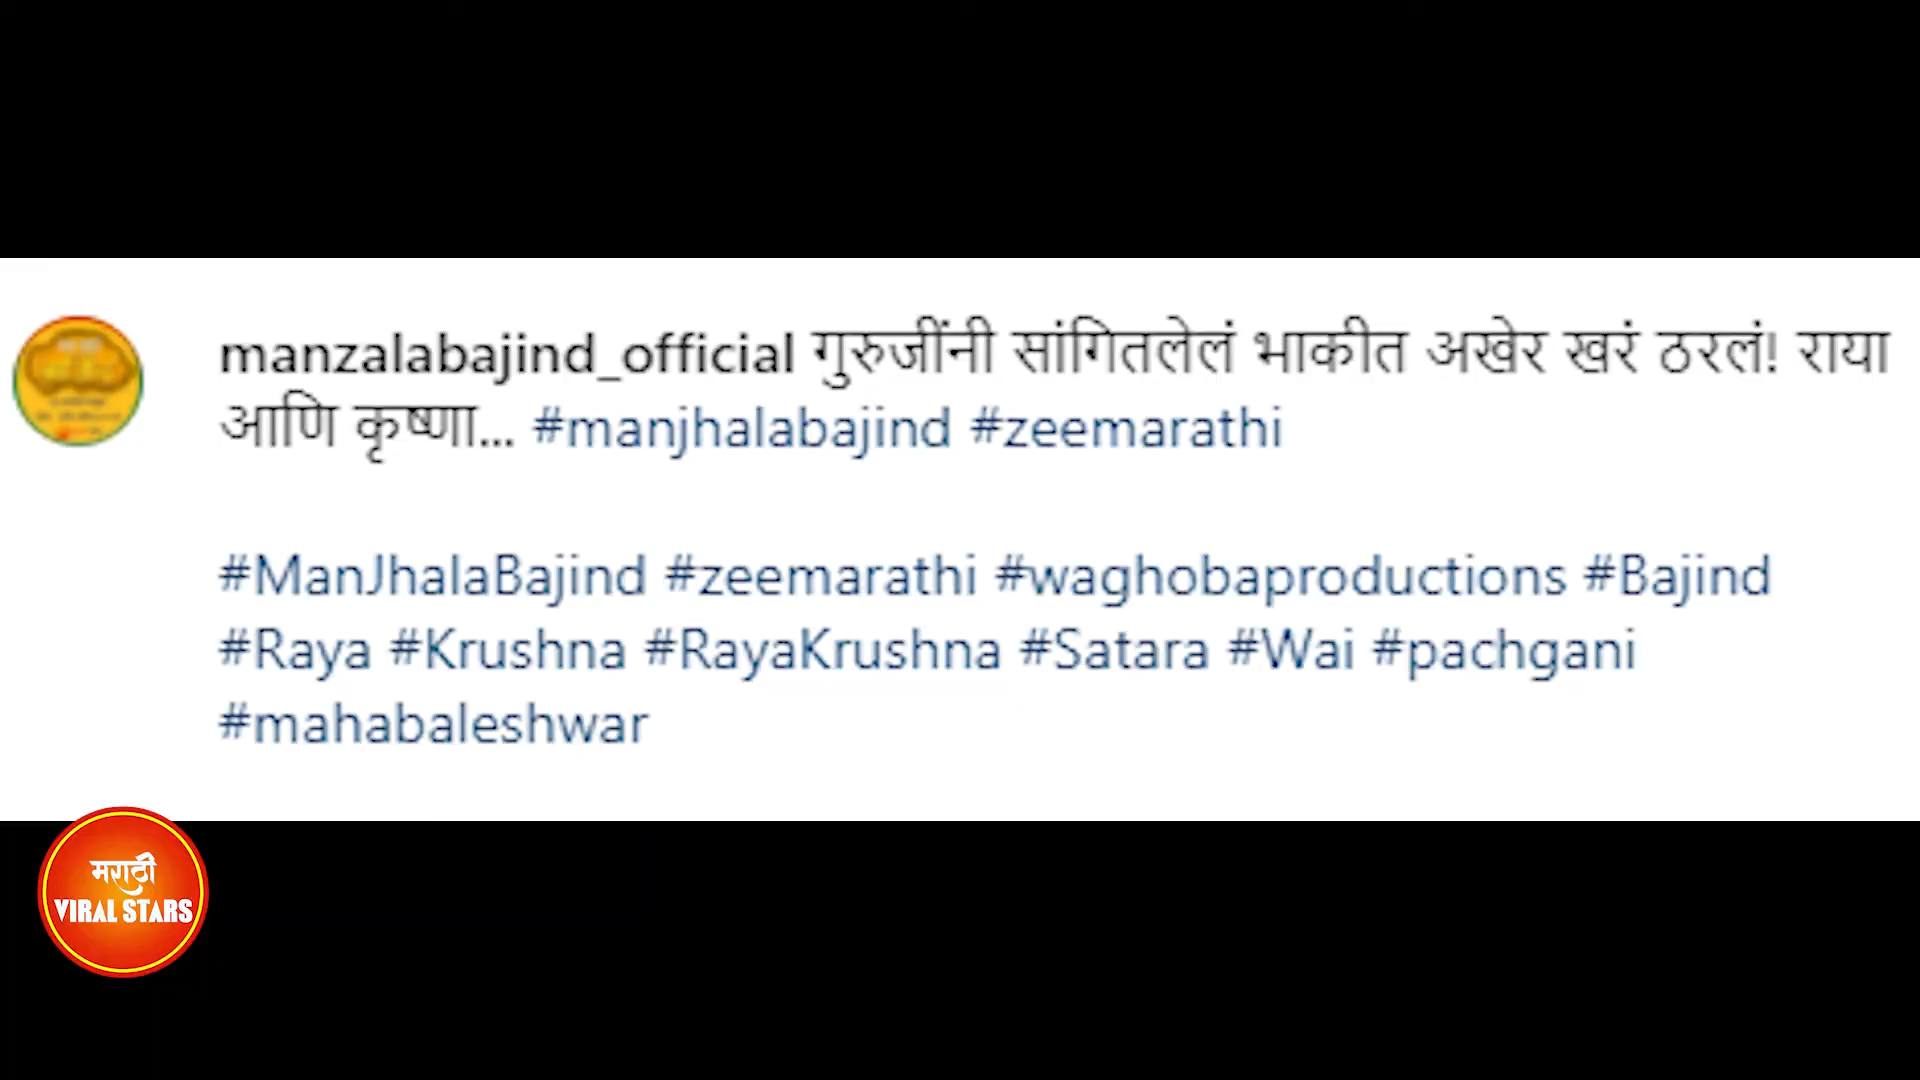 manzalabajind_official गुरुजींनी सांगितलेलं भाकीत अखेर खरं ठरलं! राया
आणि कृष्णा... #manjhalabajind #zeemarathi
#ManJhalaBajind #zeemarathi #waghobaproductions #Bajind
#Raya #Krushna #RayaKrushna #Satara #Wai #pachgani
#mahabaleshwar
मराठी
VIRAL STARS